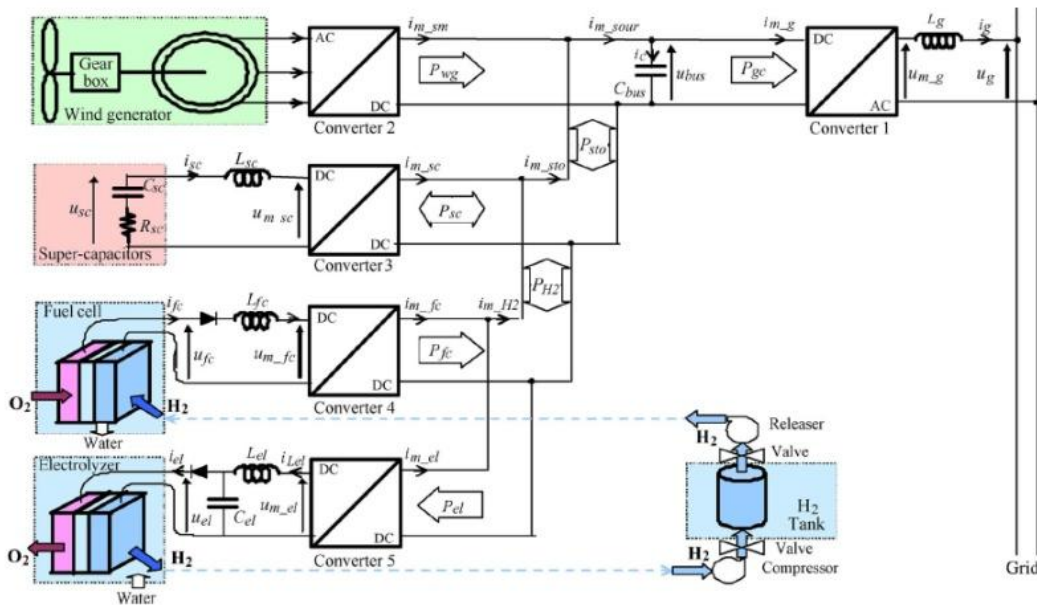 AC
DC
Gear
box
Wind generator
Converter 2
i_m_sm
P_wg
i_m_sour
i_c
C_bus
u_bus
i_m_g
P_gc
DC
AC
Converter 1
u_m_g
L_g
i_g
u_g
P_sto
i_sc
L_sc
C_sc
u_sc
R_sc
Super-capacitors
u_m_sc
DC
DC
Converter 3
i_m_sc
P_sc
i_m_sto
P_H2
Fuel cell
i_fc
L_fc
u_fc
u_m_fc
O2
H2
Water
DC
DC
Converter 4
i_m_fc
P_fc
i_m_H2
Electrolyzer
i_el
L_el
i_Lel
u_el
C_el
u_m_el
O2
H2
Water
DC
DC
Converter 5
i_m_el
P_el
H2
Releaser
Valve
H2
Tank
Valve
H2
Compressor
Grid